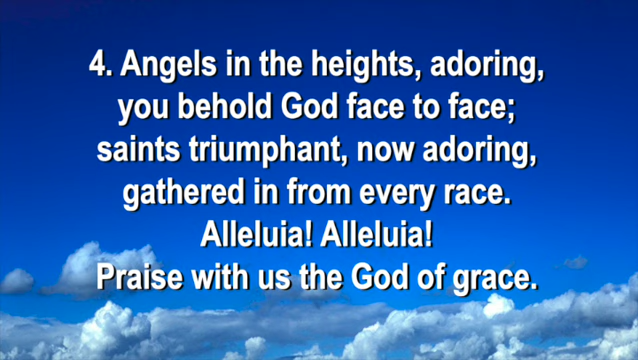 4. Angels in the heights, adoring,
you behold God face to face;
saints triumphant, now adoring,
gathered in from every race.
Alleluia! Alleluia!
Praise with us the God of grace.